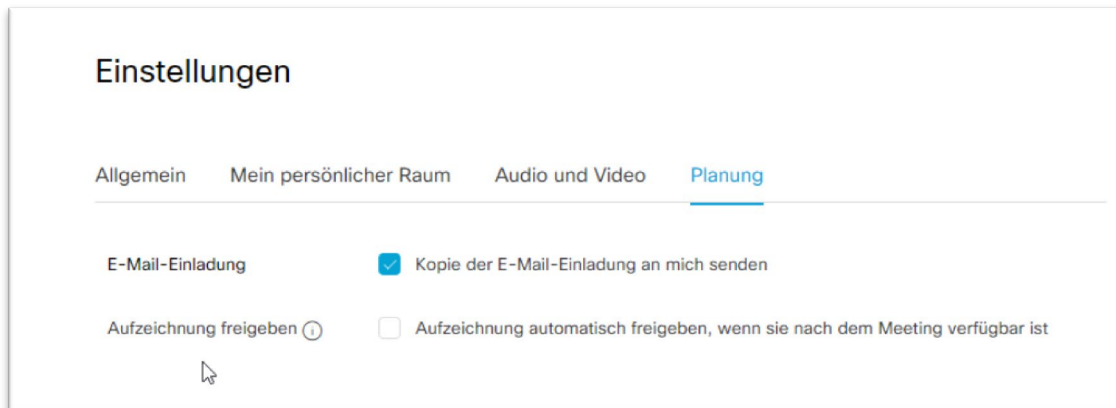 Einstellungen
Allgemein Mein persönlicher Raum Audio und Video Planung
E-Mail-Einladung Kopie der E-Mail-Einladung an mich senden
Aufzeichnung freigeben Aufzeichnung automatisch freigeben, wenn sie nach dem Meeting verfügbar ist